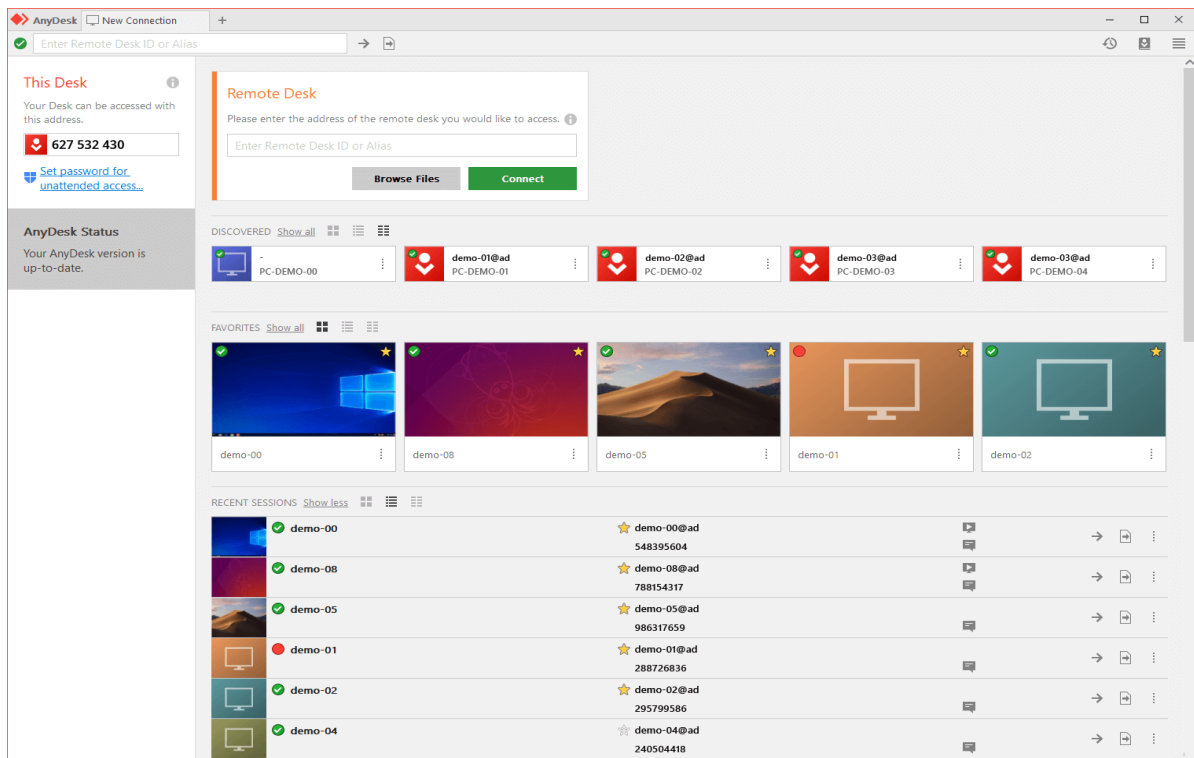 AnyDesk
New Connection
Enter Remote Desk ID or Alias
This Desk
Your Desk can be accessed with
this address.
627 532 430
Set password for
unattended access...
AnyDesk Status
Your AnyDesk version is
up-to-date.
Remote Desk
Please enter the address of the remote desk you would like to access.
Enter Remote Desk ID or Alias
Browse Files
Connect
DISCOVERED Show all
-
PC-DEMO-00
demo-01@ad
PC-DEMO-01
demo-02@ad
PC-DEMO-02
demo-03@ad
PC-DEMO-03
demo-03@ad
PC-DEMO-04
FAVORITES Show all
demo-00
demo-08
demo-05
demo-01
demo-02
RECENT SESSIONS Show less
demo-00
demo-00@ad
548395604
demo-08
demo-08@ad
788154317
demo-05
demo-05@ad
986317659
demo-01
demo-01@ad
288726836
demo-02
demo-02@ad
295799586
demo-04
demo-04@ad
240504418